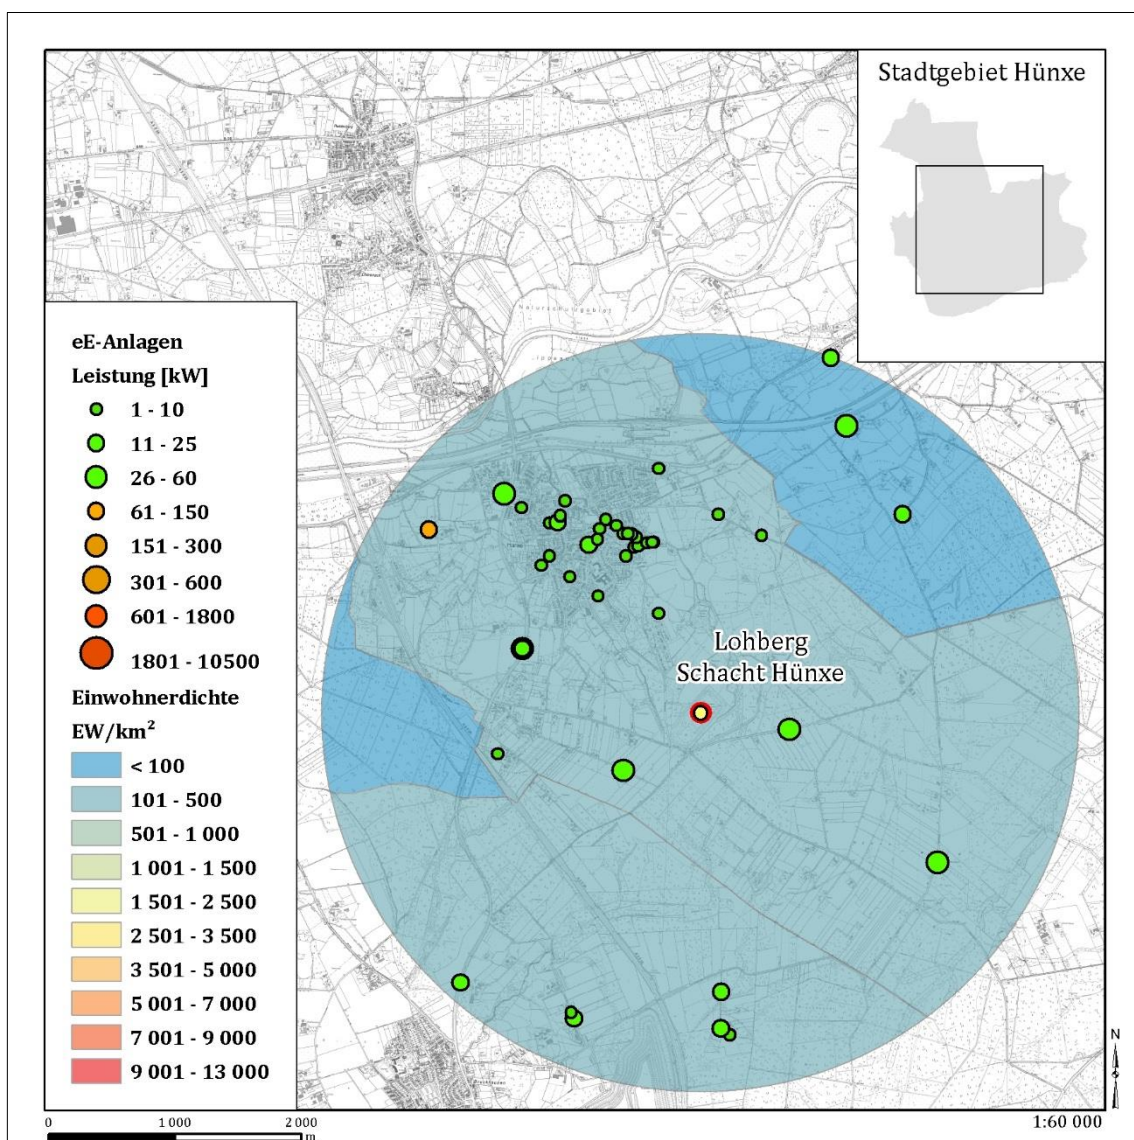 Stadtgebiet Hünxe
Naturschutzgebiet
eE-Anlagen
Leistung [kW]
1 - 10
11 - 25
26 - 60
61 - 150
151 - 300
301 - 600
601 - 1800
1801 - 10500
Einwohnerdichte
EW/km²
< 100
101 - 500
501 - 1 000
1 001 - 1 500
1 501 - 2 500
2 501 - 3 500
3 501 - 5 000
5 001 - 7 000
7 001 - 9 000
9 001 - 13 000
Lohberg
Schacht Hünxe
N
0 1 000 2 000
m
1:60 000